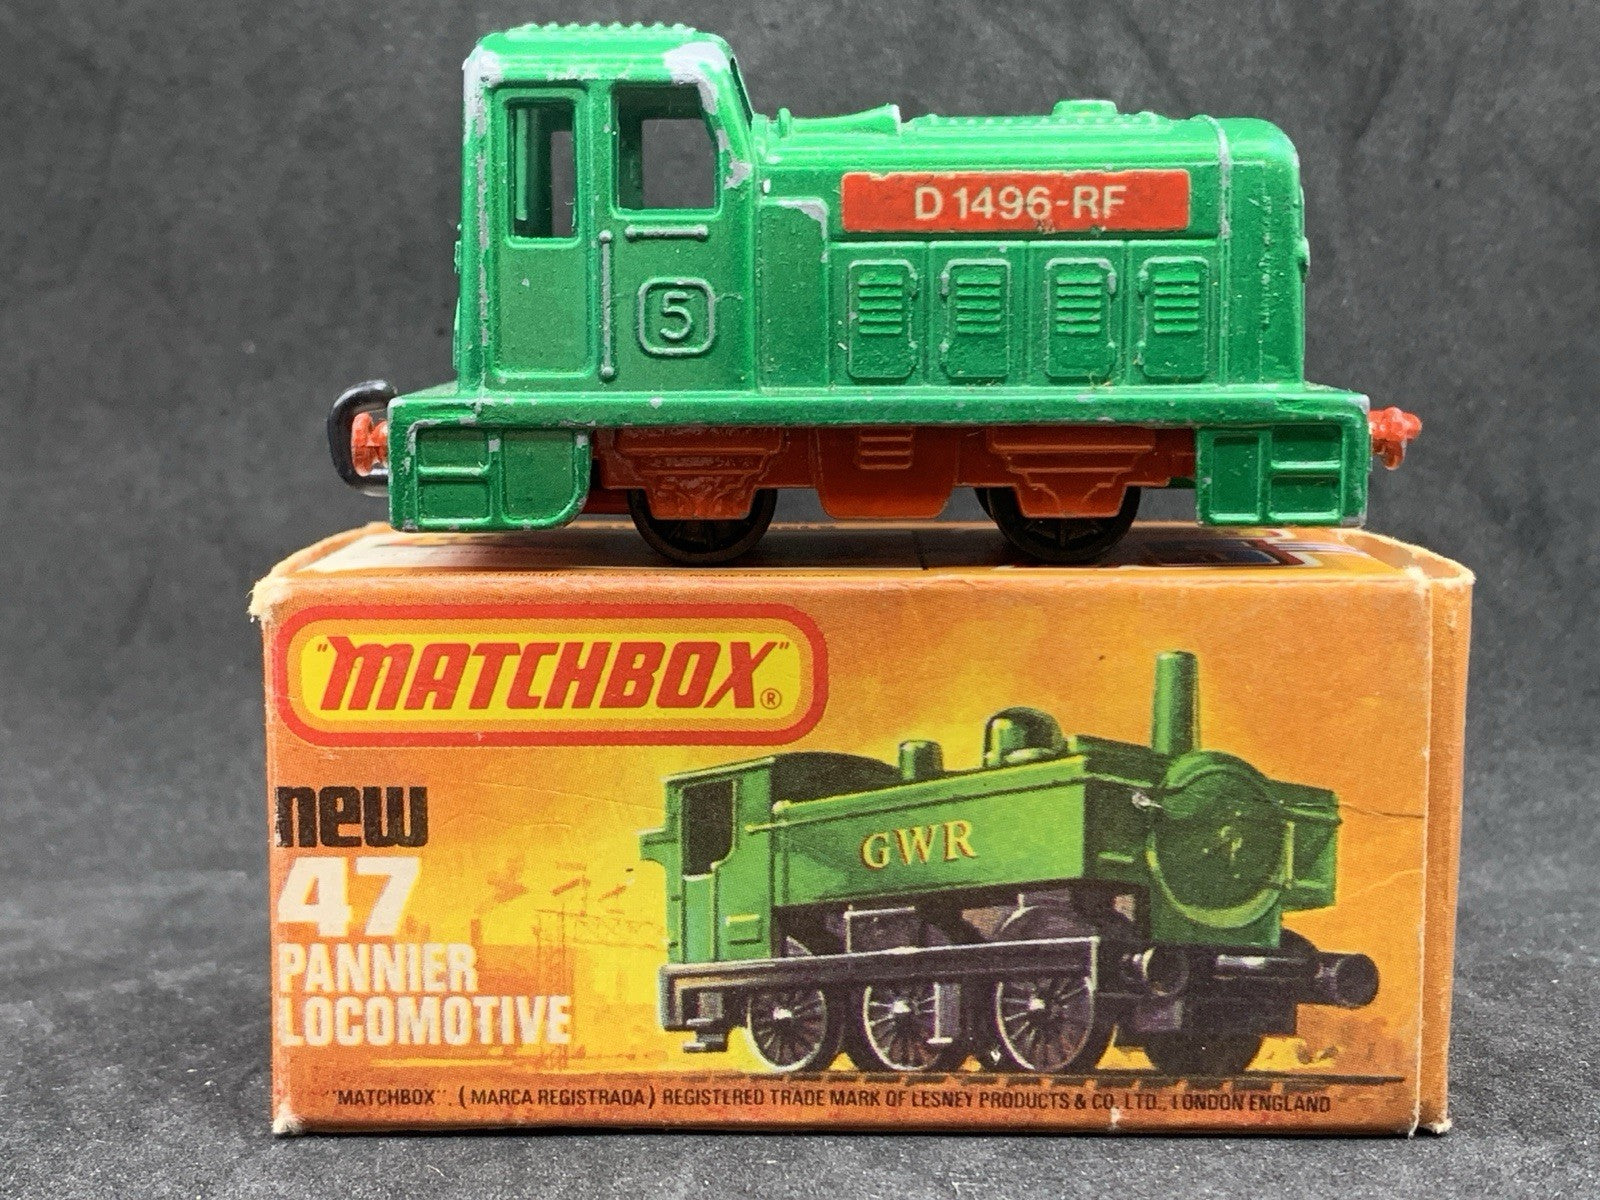 D1496-RF
5
"MATCHBOX"®
new
47
PANNIER
LOCOMOTIVE
GWR
"MATCHBOX". (MARCA REGISTRADA) REGISTERED TRADE MARK OF LESNEY PRODUCTS & CO. LTD., LONDON ENGLAND